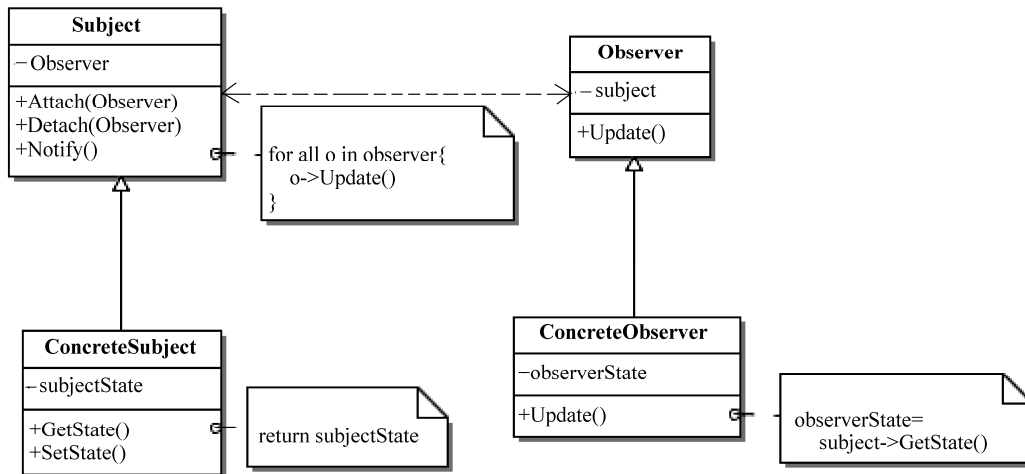 Subject
−Observer
+Attach(Observer)
+Detach(Observer)
+Notify()
for all o in observer{
o->Update()
}
Observer
−subject
+Update()
ConcreteSubject
−subjectState
+GetState()
+SetState()
return subjectState
ConcreteObserver
−observerState
+Update()
observerState=
subject->GetState()